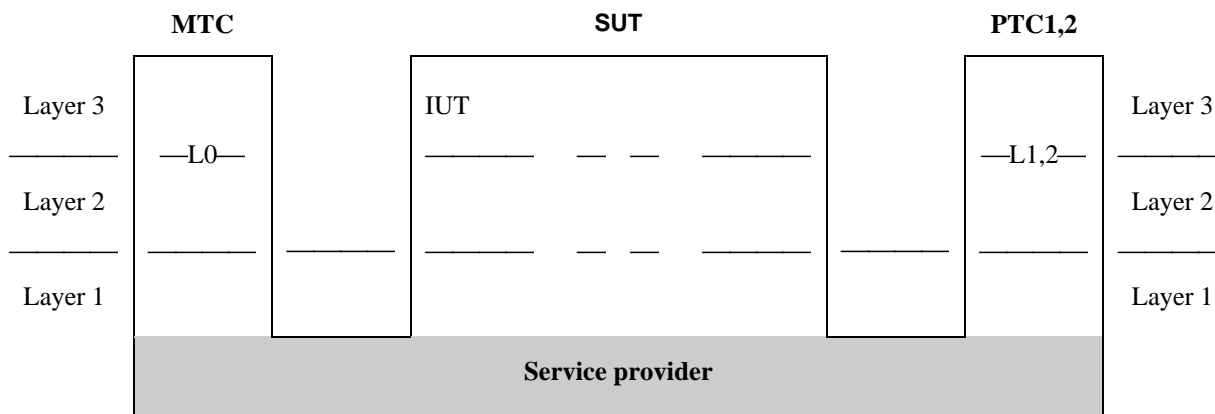 MTC SUT PTC1,2
Layer 3 IUT Layer 3
L0 L1,2
Layer 2 Layer 2
Layer 1 Layer 1
Service provider